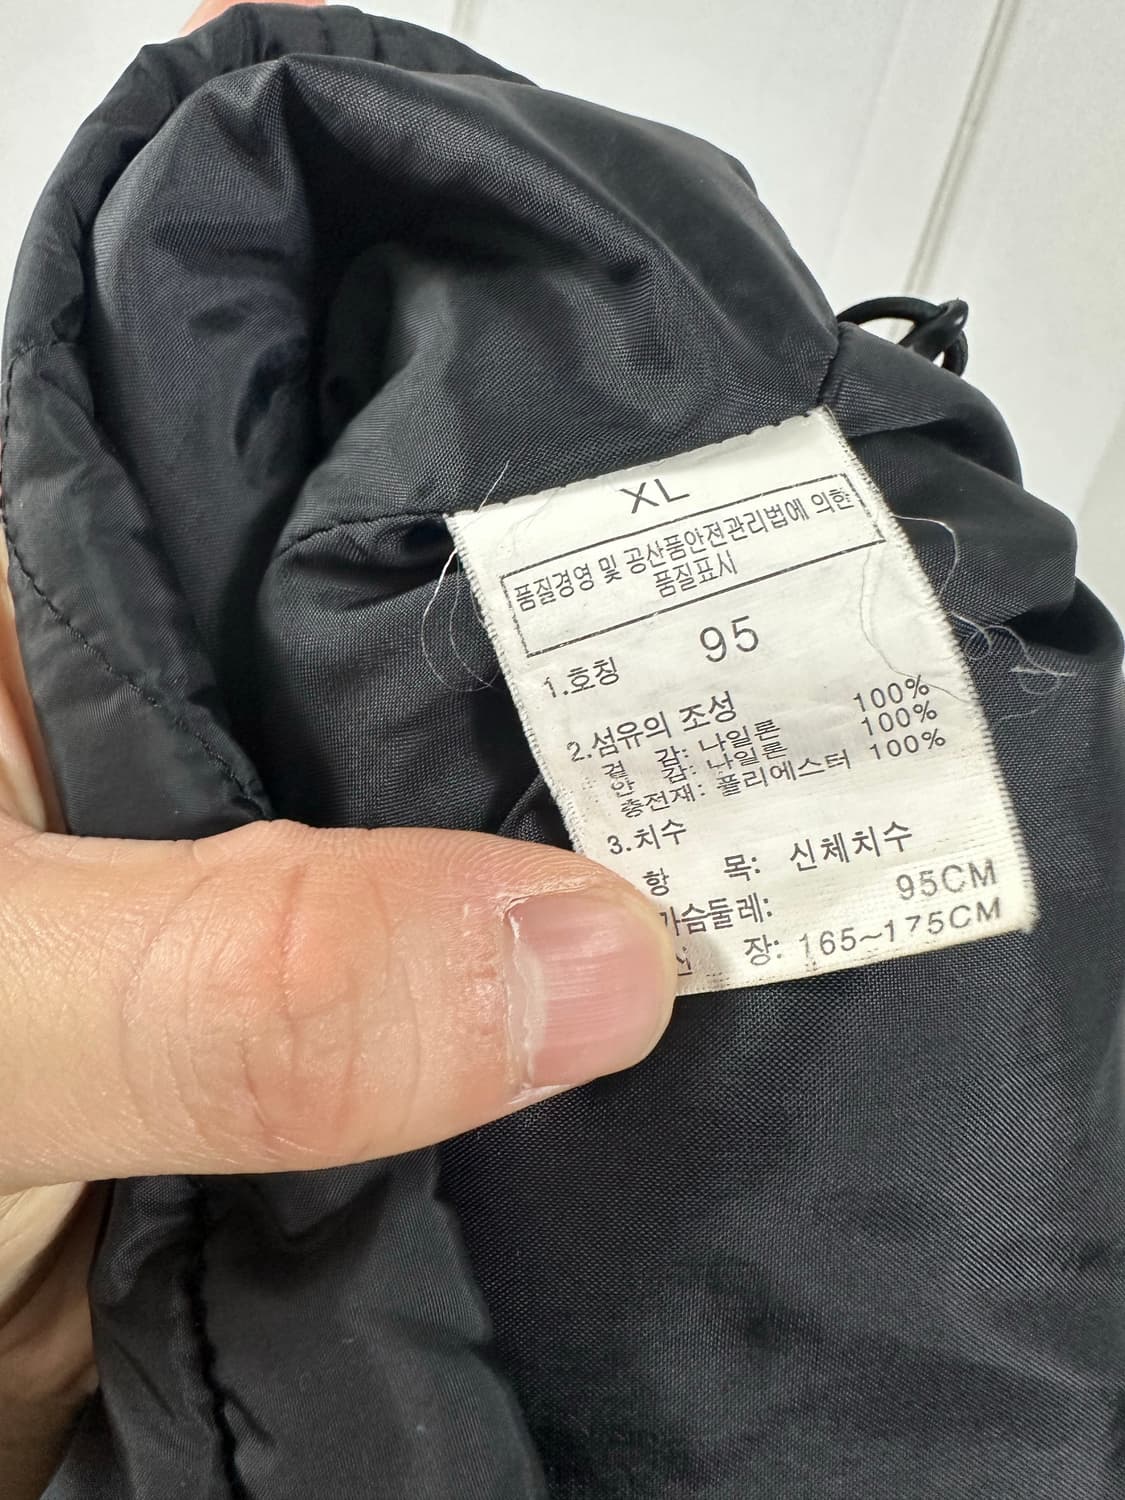 XL
품질경영 및 공산품안전관리법에 의한
품질표시
1.호칭 95
2.섬유의 조성
겉 감: 나일론 100%
안 감: 나일론 100%
충전재: 폴리에스터 100%
3.치수
항 목: 신체치수
가슴둘레: 95CM
신 장: 165~175CM